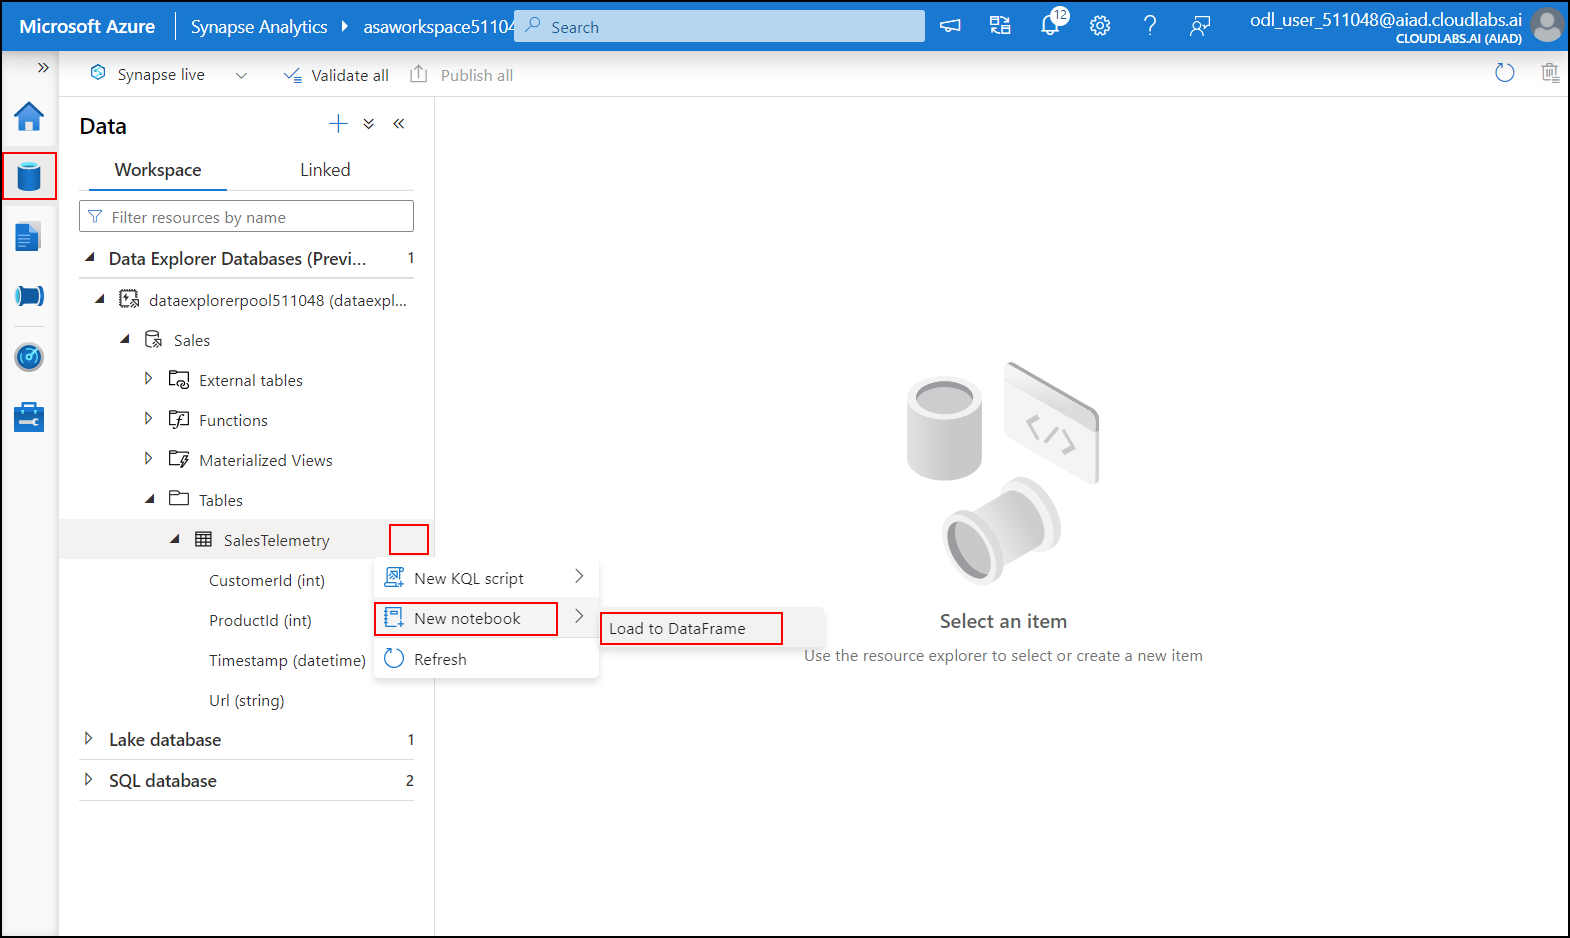 Microsoft Azure
Synapse Analytics
asaworkspace51104
Search
12
odl_user_511048@aiad.cloudlabs.ai
CLOUDLABS.AI (AIAD)
Synapse live
Validate all
Publish all
Data
Workspace
Linked
Filter resources by name
Data Explorer Databases (Previ... 1
dataexplorerpool511048 (dataexpl...
Sales
External tables
Functions
Materialized Views
Tables
SalesTelemetry
CustomerId (int)
ProductId (int)
Timestamp (datetime)
Url (string)
New KQL script
New notebook
Refresh
Load to DataFrame
Lake database 1
SQL database 2
Select an item
Use the resource explorer to select or create a new item